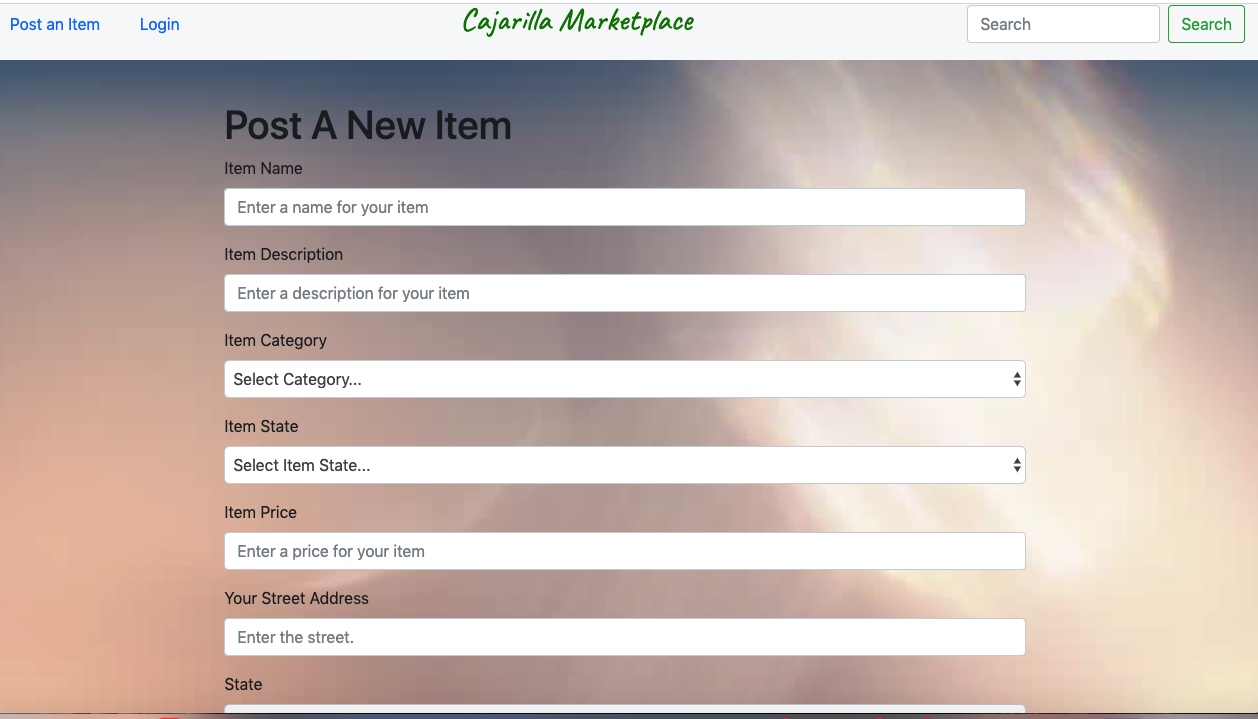 Post an Item Login Cajarilla Marketplace Search Search
Post A New Item
Item Name
Enter a name for your item
Item Description
Enter a description for your item
Item Category
Select Category...
Item State
Select Item State...
Item Price
Enter a price for your item
Your Street Address
Enter the street.
State